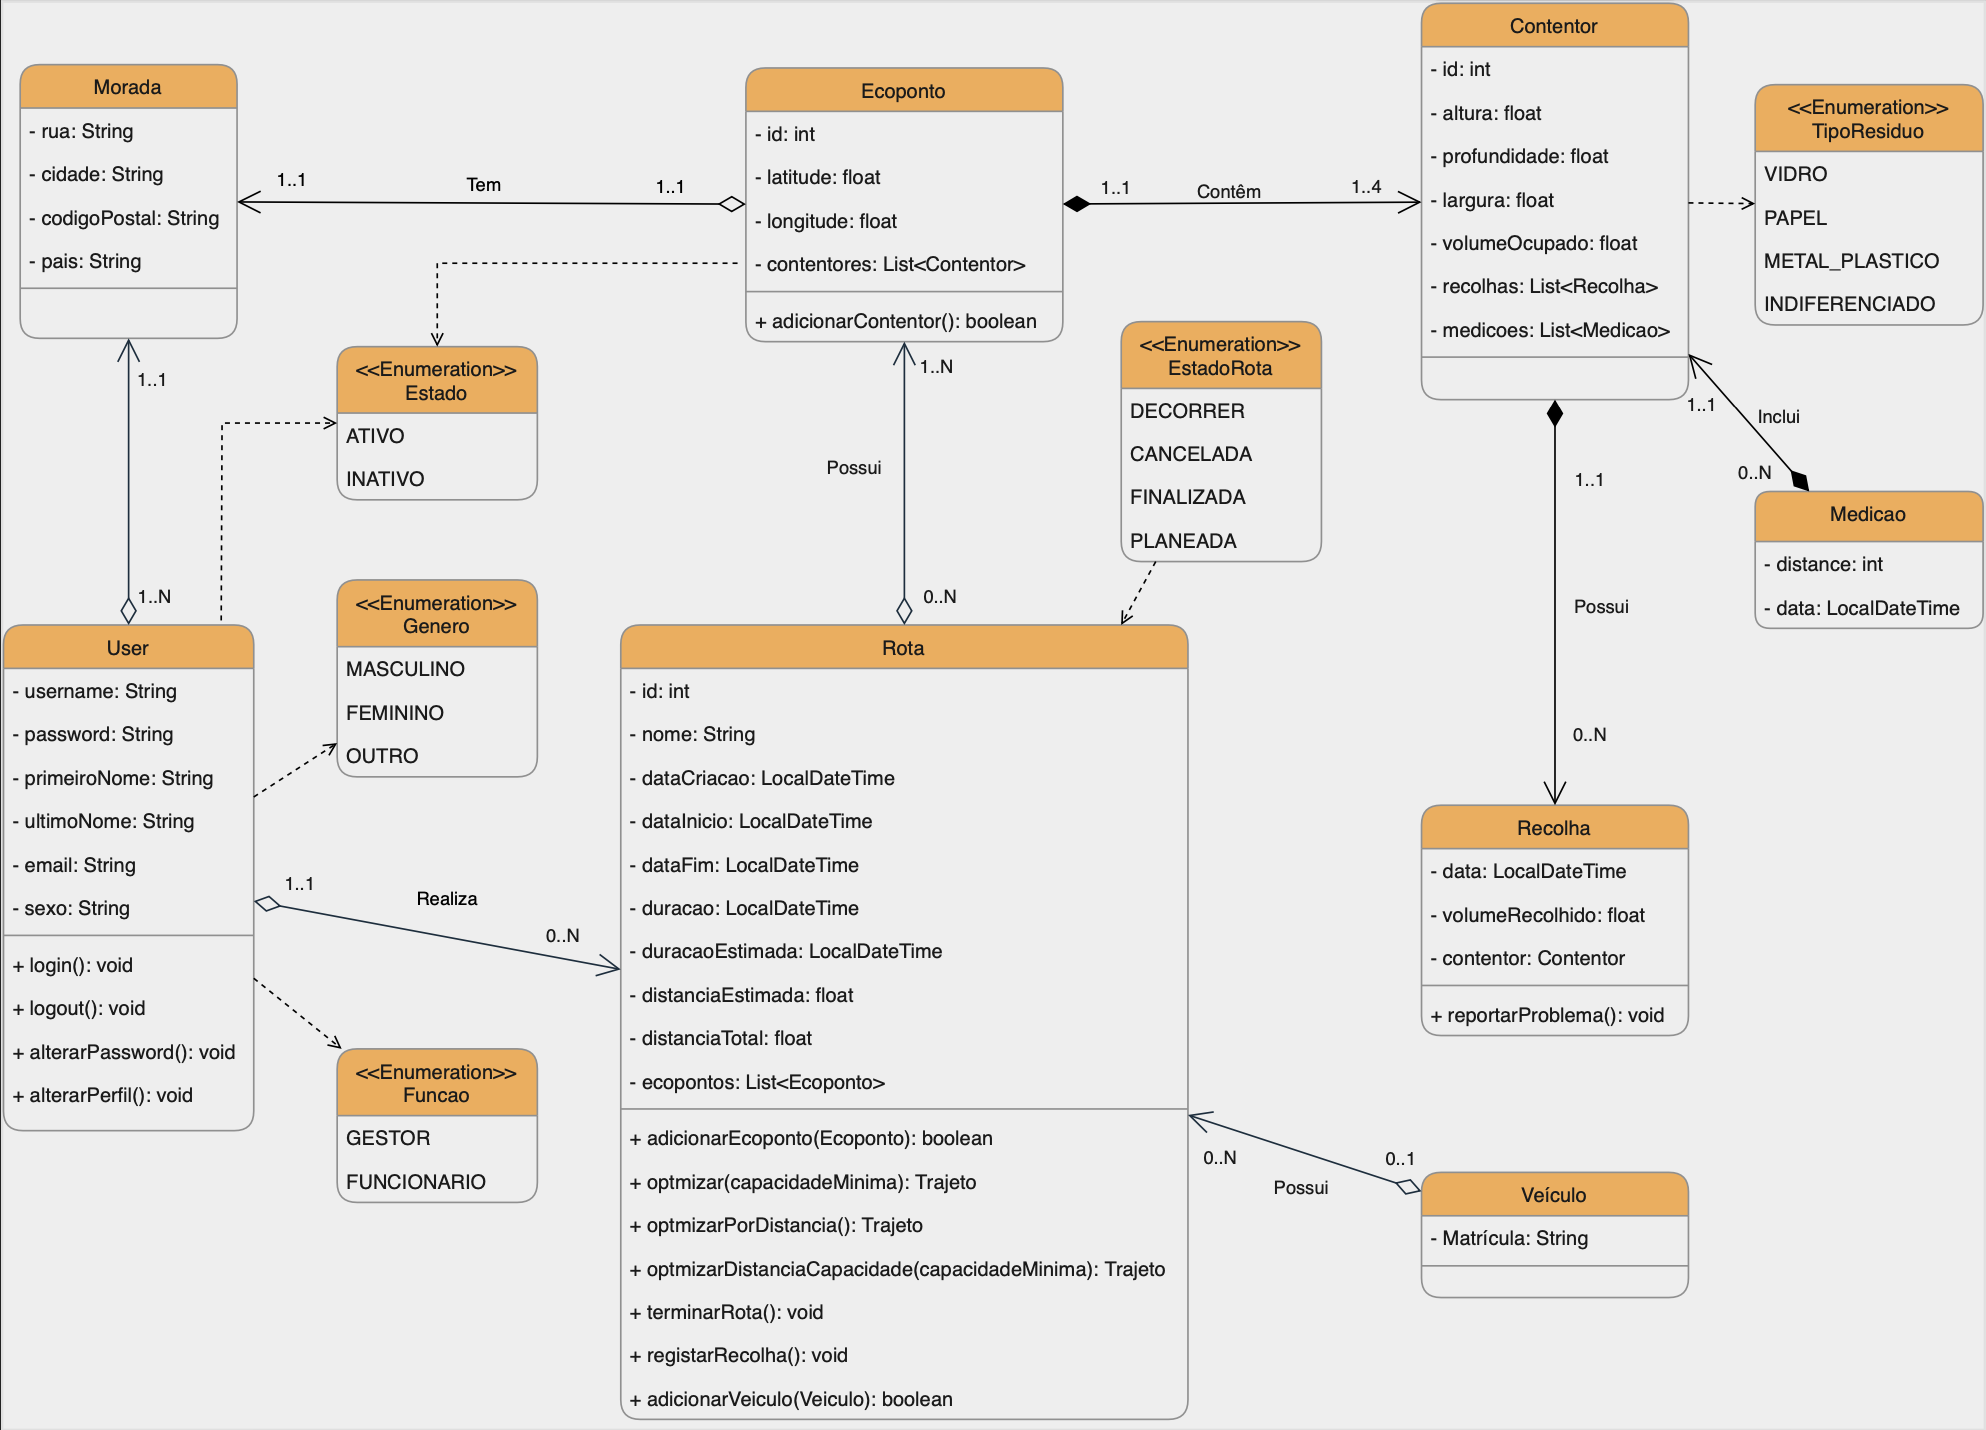 Morada
- rua: String
- cidade: String
- codigoPostal: String
- pais: String
1..1
Tem
1..1
Ecoponto
- id: int
- latitude: float
- longitude: float
- contentores: List<Contentor>
+ adicionarContentor(): boolean
1..1
Contêm
1..4
Contentor
- id: int
- altura: float
- profundidade: float
- largura: float
- volumeOcupado: float
- recolhas: List<Recolha>
- medicoes: List<Medicao>
<<Enumeration>>
TipoResiduo
VIDRO
PAPEL
METAL_PLASTICO
INDIFERENCIADO
1..1
1..N
<<Enumeration>>
Estado
ATIVO
INATIVO
1..N
Possui
0..N
<<Enumeration>>
EstadoRota
DECORRER
CANCELADA
FINALIZADA
PLANEADA
1..1
Inclui
0..N
Medicao
- distance: int
- data: LocalDateTime
1..1
Possui
0..N
<<Enumeration>>
Genero
MASCULINO
FEMININO
OUTRO
User
- username: String
- password: String
- primeiroNome: String
- ultimoNome: String
- email: String
- sexo: String
+ login(): void
+ logout(): void
+ alterarPassword(): void
+ alterarPerfil(): void
1..1
Realiza
0..N
<<Enumeration>>
Funcao
GESTOR
FUNCIONARIO
Rota
- id: int
- nome: String
- dataCriacao: LocalDateTime
- dataInicio: LocalDateTime
- dataFim: LocalDateTime
- duracao: LocalDateTime
- duracaoEstimada: LocalDateTime
- distanciaEstimada: float
- distanciaTotal: float
- ecopontos: List<Ecoponto>
+ adicionarEcoponto(Ecoponto): boolean
+ optmizar(capacidadeMinima): Trajeto
+ optmizarPorDistancia(): Trajeto
+ optmizarDistanciaCapacidade(capacidadeMinima): Trajeto
+ terminarRota(): void
+ registarRecolha(): void
+ adicionarVeiculo(Veiculo): boolean
Recolha
- data: LocalDateTime
- volumeRecolhido: float
- contentor: Contentor
+ reportarProblema(): void
0..N
Possui
0..1
Veículo
- Matrícula: String